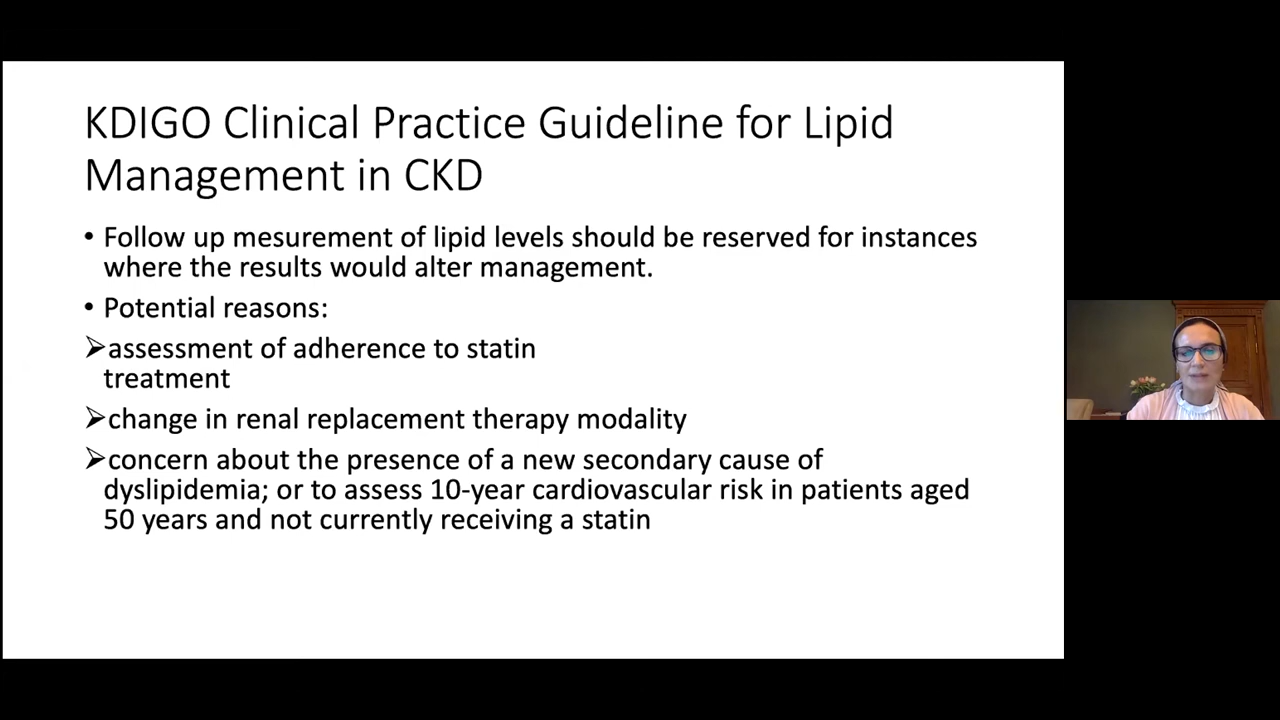 KDIGO Clinical Practice Guideline for Lipid
Management in CKD
• Follow up mesurement of lipid levels should be reserved for instances
where the results would alter management.
• Potential reasons:
➢assessment of adherence to statin
treatment
➢change in renal replacement therapy modality
➢concern about the presence of a new secondary cause of
dyslipidemia; or to assess 10-year cardiovascular risk in patients aged
50 years and not currently receiving a statin